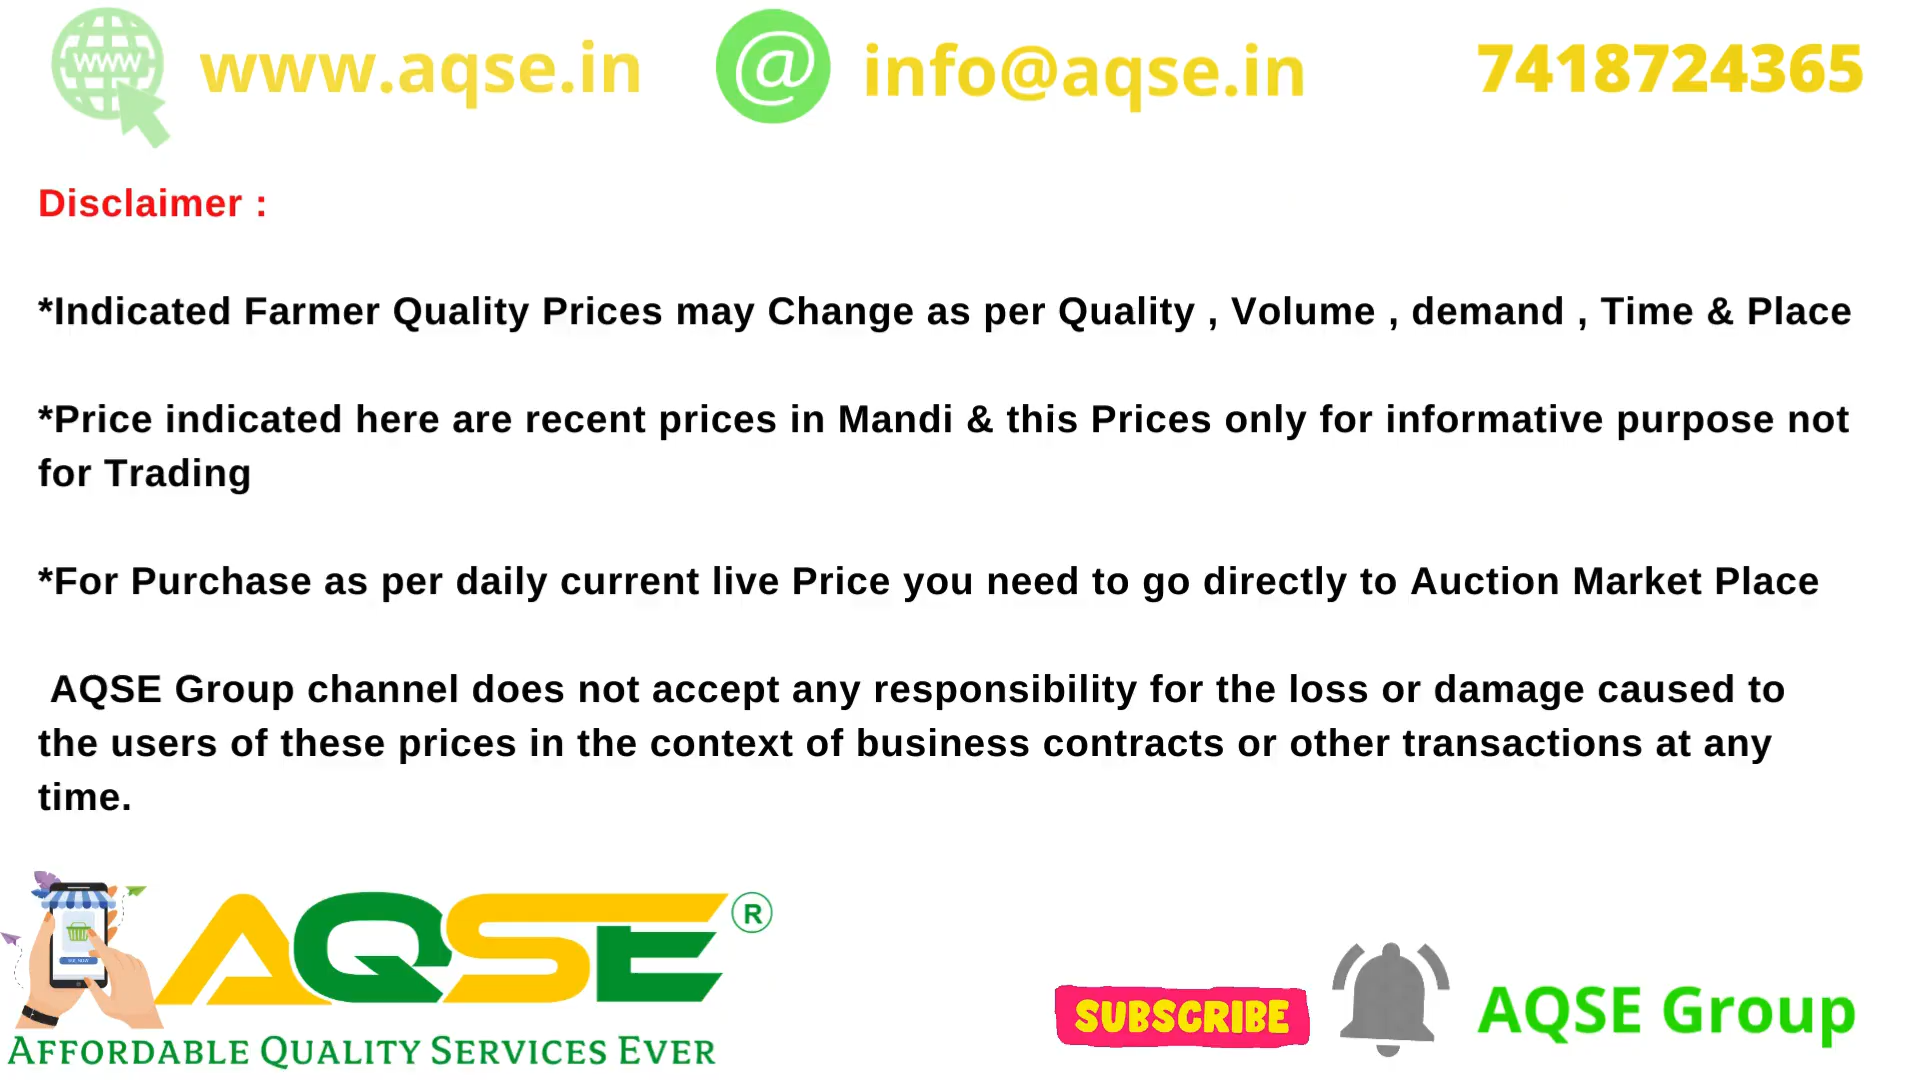 www www.aqse.in @ info@aqse.in 7418724365
Disclaimer :
*Indicated Farmer Quality Prices may Change as per Quality , Volume , demand , Time & Place
*Price indicated here are recent prices in Mandi & this Prices only for informative purpose not
for Trading
*For Purchase as per daily current live Price you need to go directly to Auction Market Place
AQSE Group channel does not accept any responsibility for the loss or damage caused to
the users of these prices in the context of business contracts or other transactions at any
time.
AQSE ®
AFFORDABLE QUALITY SERVICES EVER
SUBSCRIBE AQSE Group